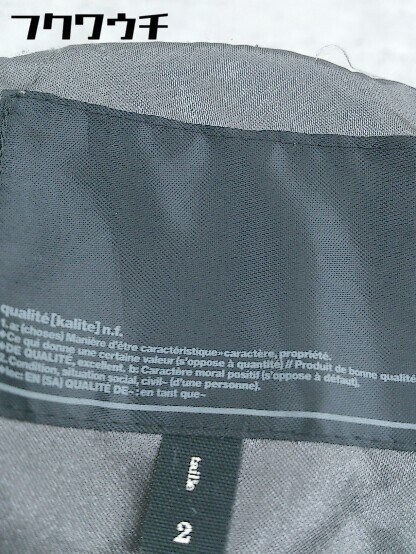 フクワウチ
qualité [kalite] n.f.
1. a: (choses) Manière d'être caractéristique=caractère, propriété.
◆Ce qui donne une certaine valeur (s'oppose à quantité) // Produit de bonne qualité
◆DE QUALITÉ, excellent. b: Caractère moral positif (s'oppose à défaut).
2. Condition, situation social, civil~ (d'une personne).
◆loc: EN (SA) QUALITÉ DE~: en tant que~
taille
2